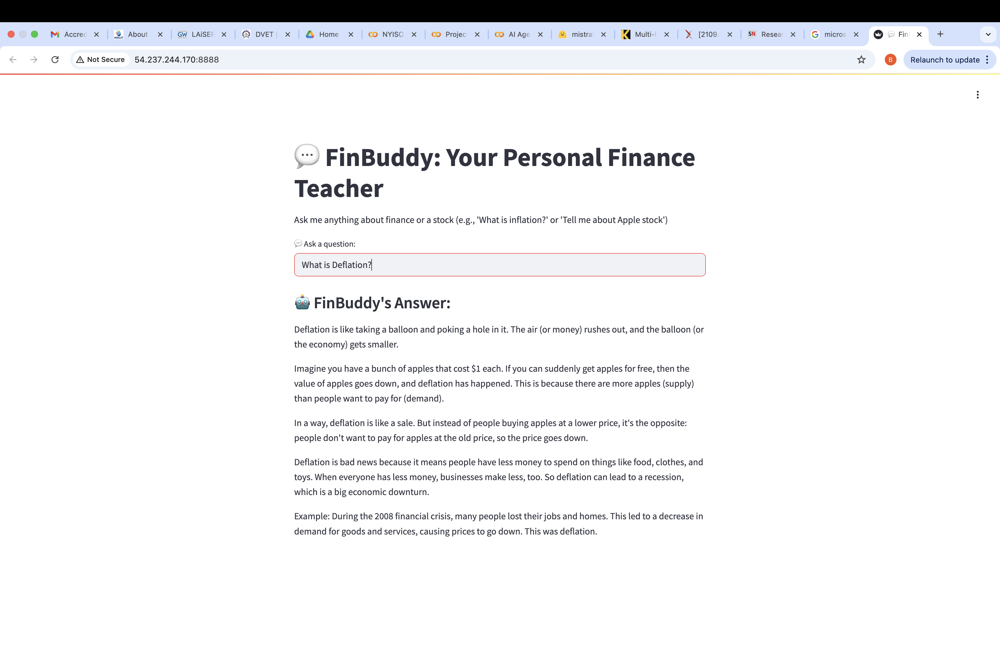 Accred
About
GW LAiSER
DVET
Home
NYISO
Project
AI Age
mistral
Multi-
[2109.
SN Resear
micros
Fin
Not Secure 54.237.244.170:8888
B
Relaunch to update
💬 FinBuddy: Your Personal Finance
Teacher
Ask me anything about finance or a stock (e.g., 'What is inflation?' or 'Tell me about Apple stock')
💬 Ask a question:
What is Deflation?
🤖 FinBuddy's Answer:
Deflation is like taking a balloon and poking a hole in it. The air (or money) rushes out, and the balloon (or
the economy) gets smaller.
Imagine you have a bunch of apples that cost $1 each. If you can suddenly get apples for free, then the
value of apples goes down, and deflation has happened. This is because there are more apples (supply)
than people want to pay for (demand).
In a way, deflation is like a sale. But instead of people buying apples at a lower price, it's the opposite:
people don't want to pay for apples at the old price, so the price goes down.
Deflation is bad news because it means people have less money to spend on things like food, clothes, and
toys. When everyone has less money, businesses make less, too. So deflation can lead to a recession,
which is a big economic downturn.
Example: During the 2008 financial crisis, many people lost their jobs and homes. This led to a decrease in
demand for goods and services, causing prices to go down. This was deflation.